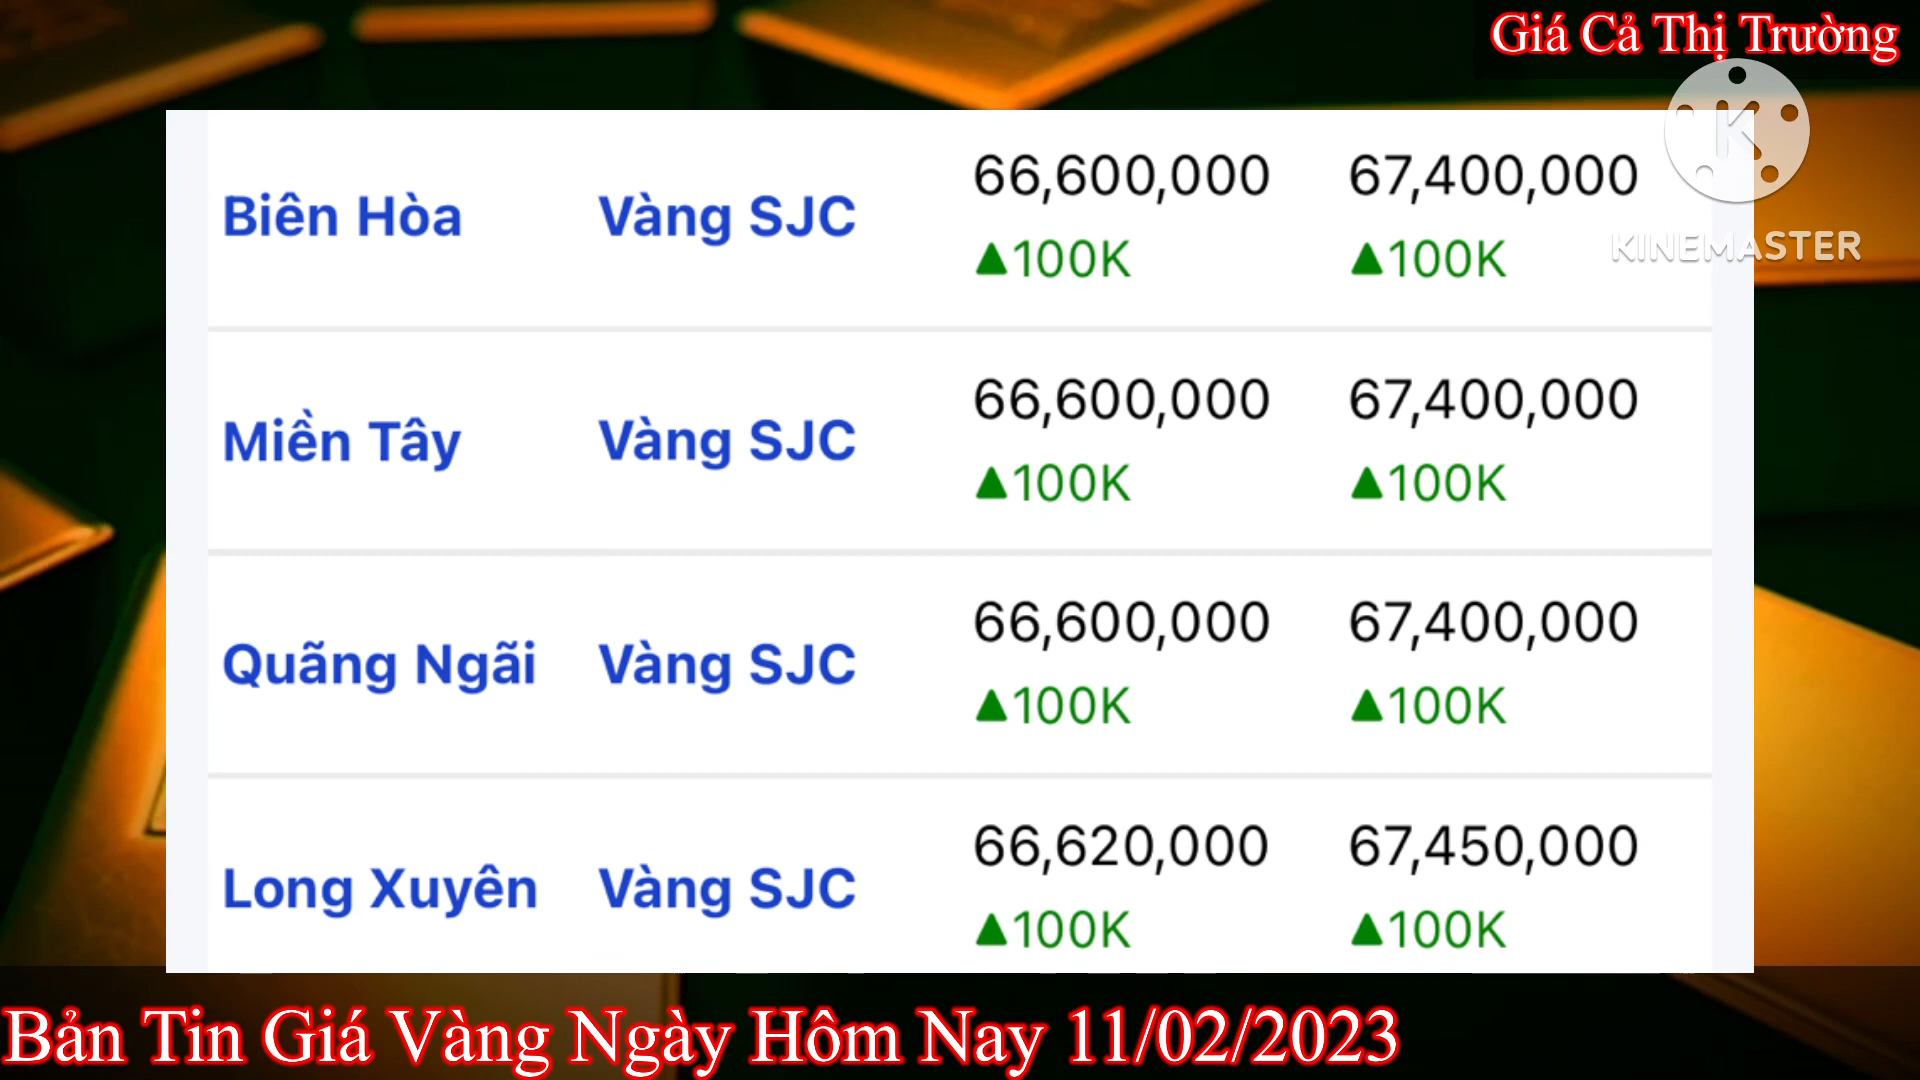 Giá Cả Thị Trường
K
KINEMASTER
Biên Hòa Vàng SJC 66,600,000 67,400,000
▲100K ▲100K
Miền Tây Vàng SJC 66,600,000 67,400,000
▲100K ▲100K
Quãng Ngãi Vàng SJC 66,600,000 67,400,000
▲100K ▲100K
Long Xuyên Vàng SJC 66,620,000 67,450,000
▲100K ▲100K
Bản Tin Giá Vàng Ngày Hôm Nay 11/02/2023